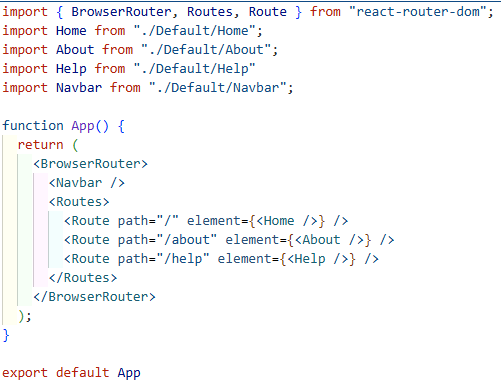 import { BrowserRouter, Routes, Route } from "react-router-dom";
import Home from "./Default/Home";
import About from "./Default/About";
import Help from "./Default/Help"
import Navbar from "./Default/Navbar";

function App() {
  return (
    <BrowserRouter>
      <Navbar />
      <Routes>
        <Route path="/" element={<Home />} />
        <Route path="/about" element={<About />} />
        <Route path="/help" element={<Help />} />
      </Routes>
    </BrowserRouter>
  );
}

export default App